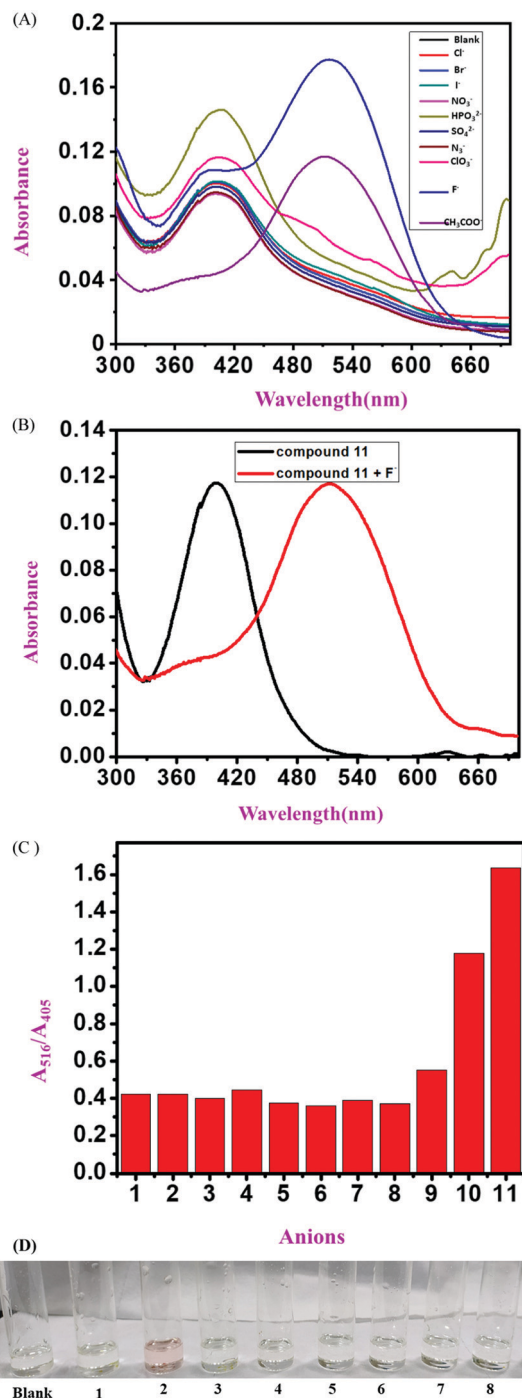 (A)
0.2
0.16
0.12
0.08
0.04
0
Absorbance
Blank
Cl⁻
Br⁻
I⁻
NO₃⁻
HPO₃²⁻
SO₄²⁻
N₃⁻
ClO₃⁻
F⁻
CH₃COO⁻
300 360 420 480 540 600 660
Wavelength(nm)
(B)
0.14
0.12
0.10
0.08
0.06
0.04
0.02
0.00
Absorbance
compound 11
compound 11 + F⁻
300 360 420 480 540 600 660
Wavelength(nm)
(C )
1.6
1.4
1.2
1.0
0.8
0.6
0.4
0.2
0.0
A₅₁₆/A₄₀₅
1 2 3 4 5 6 7 8 9 10 11
Anions
(D)
Blank 1 2 3 4 5 6 7 8